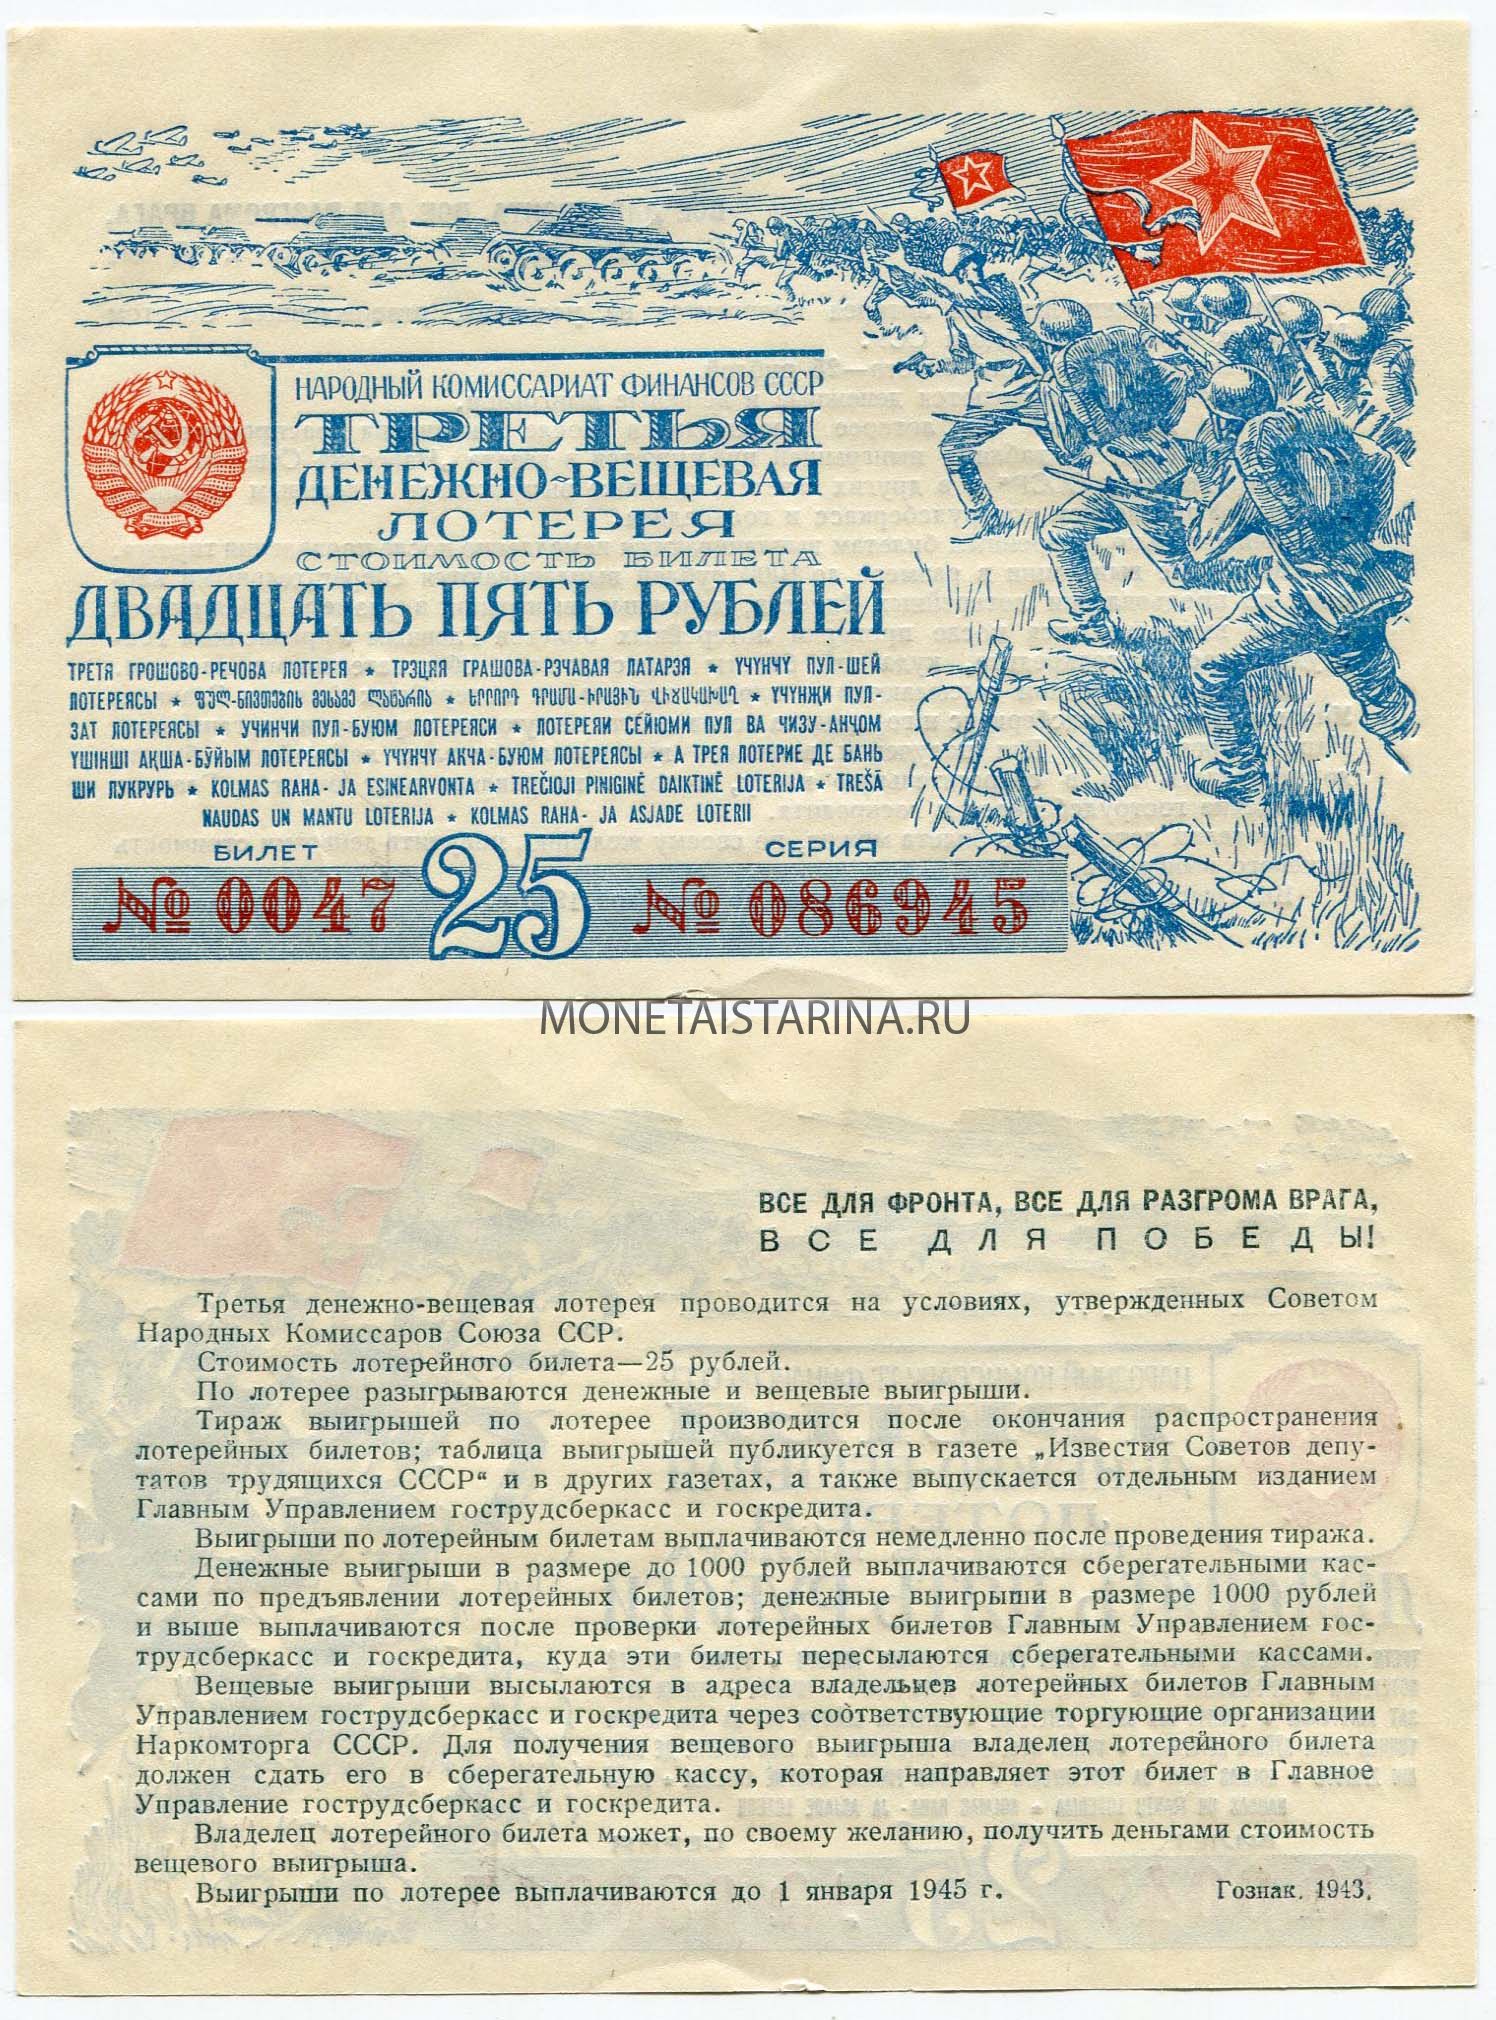 НАРОДНЫЙ КОМИССАРИАТ ФИНАНСОВ СССР
ТРЕТЬЯ
ДЕНЕЖНО-ВЕЩЕВАЯ
ЛОТЕРЕЯ
СТОИМОСТЬ БИЛЕТА
ДВАДЦАТЬ ПЯТЬ РУБЛЕЙ
ТРЕТЯ ГРОШОВО-РЕЧОВА ЛОТЕРЕЯ ★ ТРЭЦЯЯ ГРАШОВА-РЭЧАВАЯ ЛАТАРЭЯ ★ ҮЧҮНЧҮ ПУЛ-ШЕЙ
ЛОТЕРЕЯСЫ ★ ფულ-ნივთების მესამე ლატარია ★ ԵՐՐՈՐԴ ԴՐԱՄԱ-ԻՐԱՅԻՆ ՎԻՃԱԿԱԽԱՂ ★ ҮЧҮНҖИ ПУЛ-
ЗАТ ЛОТЕРЕЯСЫ ★ УЧИНЧИ ПУЛ-БУЮМ ЛОТЕРЕЯСИ ★ ЛОТЕРЕЯИ СЕЙЮМИ ПУЛ ВА ЧИЗУ-АНҶОМ
ҮШІНШІ АҚША-БҰЙЫМ ЛОТЕРЕЯСЫ ★ ҮЧҮНЧҮ АКЧА-БУЮМ ЛОТЕРЕЯСЫ ★ А ТРЕЯ ЛОТЕРИЕ ДЕ БАНЬ
ШИ ЛУКРУРЬ ★ KOLMAS RAHA- JA ESINEARVONTA ★ TREČIOJI PINIGINĖ DAIKTINĖ LOTERIJA ★ TREŠĀ
NAUDAS UN MANTU LOTERIJA ★ KOLMAS RAHA- JA ASJADE LOTERII
БИЛЕТ СЕРИЯ
№ 0047 25 № 086945
MONETAISTARINA.RU
ВСЕ ДЛЯ ФРОНТА, ВСЕ ДЛЯ РАЗГРОМА ВРАГА,
ВСЕ ДЛЯ ПОБЕДЫ!
Третья денежно-вещевая лотерея проводится на условиях, утвержденных Советом
Народных Комиссаров Союза ССР.
Стоимость лотерейного билета—25 рублей.
По лотерее разыгрываются денежные и вещевые выигрыши.
Тираж выигрышей по лотерее производится после окончания распространения
лотерейных билетов; таблица выигрышей публикуется в газете „Известия Советов депу-
татов трудящихся СССР“ и в других газетах, а также выпускается отдельным изданием
Главным Управлением гострудсберкасс и госкредита.
Выигрыши по лотерейным билетам выплачиваются немедленно после проведения тиража.
Денежные выигрыши в размере до 1000 рублей выплачиваются сберегательными кас-
сами по предъявлении лотерейных билетов; денежные выигрыши в размере 1000 рублей
и выше выплачиваются после проверки лотерейных билетов Главным Управлением гос-
трудсберкасс и госкредита, куда эти билеты пересылаются сберегательными кассами.
Вещевые выигрыши высылаются в адреса владельцев лотерейных билетов Главным
Управлением гострудсберкасс и госкредита через соответствующие торгующие организации
Наркомторга СССР. Для получения вещевого выигрыша владелец лотерейного билета
должен сдать его в сберегательную кассу, которая направляет этот билет в Главное
Управление гострудсберкасс и госкредита.
Владелец лотерейного билета может, по своему желанию, получить деньгами стоимость
вещевого выигрыша.
Выигрыши по лотерее выплачиваются до 1 января 1945 г. Гознак. 1943.